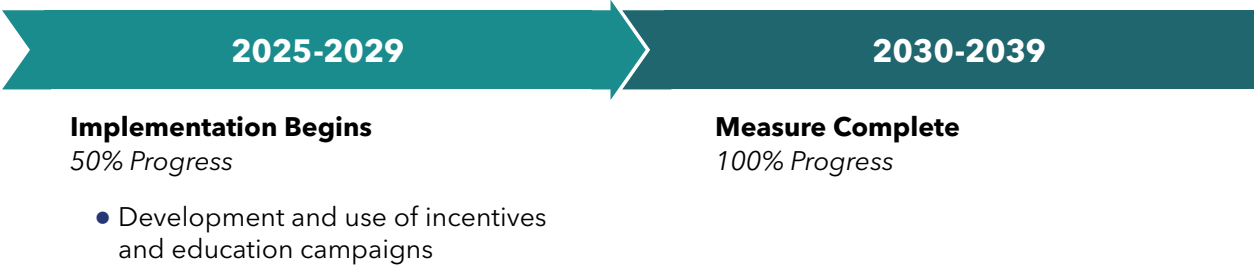 2025-2029
2030-2039
Implementation Begins
50% Progress
• Development and use of incentives
and education campaigns
Measure Complete
100% Progress